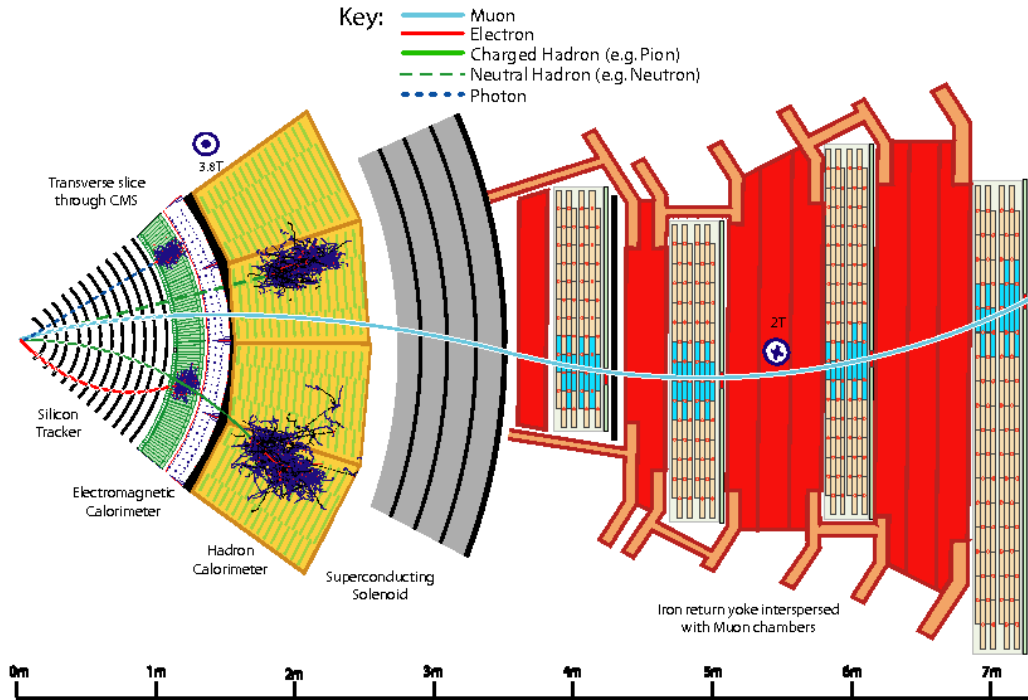 Key:
Muon
Electron
Charged Hadron (e.g. Pion)
Neutral Hadron (e.g. Neutron)
Photon
3.8T
Transverse slice
through CMS
2T
Silicon
Tracker
Electromagnetic
Calorimeter
Hadron
Calorimeter
Superconducting
Solenoid
Iron return yoke interspersed
with Muon chambers
0m 1m 2m 3m 4m 5m 6m 7m